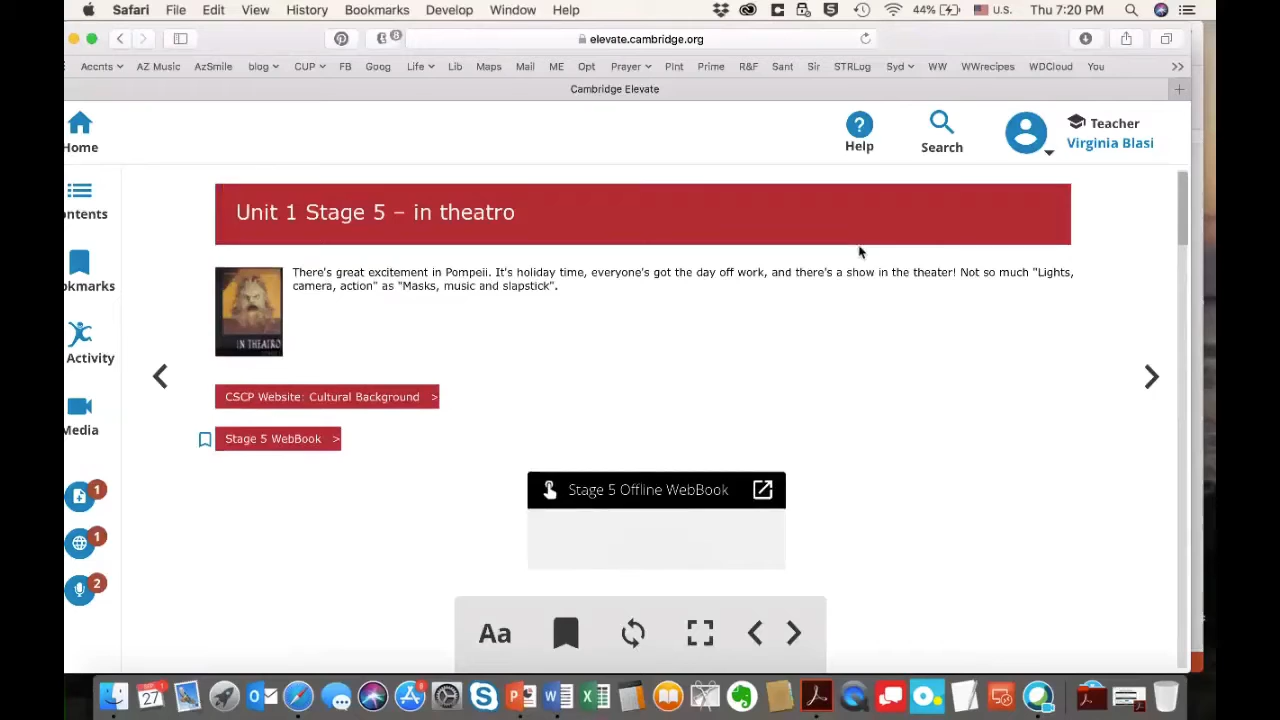 Safari File Edit View History Bookmarks Develop Window Help 44% U.S. Thu 7:20 PM
8 elevate.cambridge.org
Accnts AZ Music AzSmile blog CUP FB Goog Life Lib Maps Mail ME Opt Prayer PInt Prime R&F Sant Sir STRLog Syd WW WWrecipes WDCloud You
Cambridge Elevate
Home
Help
Search
Teacher
Virginia Blasi
ontents
okmarks
Activity
Media
1
1
2
Unit 1 Stage 5 – in theatro
There's great excitement in Pompeii. It's holiday time, everyone's got the day off work, and there's a show in the theater! Not so much "Lights,
camera, action" as "Masks, music and slapstick".
IN THEATRO
CSCP Website: Cultural Background >
Stage 5 WebBook >
Stage 5 Offline WebBook
Aa